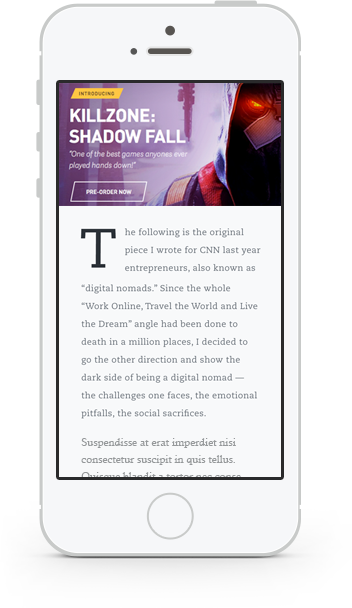 INTRODUCING
KILLZONE:
SHADOW FALL
"One of the best games anyones ever
played hands down!"
PRE-ORDER NOW
The following is the original
piece I wrote for CNN last year
entrepreneurs, also known as
“digital nomads.” Since the whole
“Work Online, Travel the World and Live
the Dream” angle had been done to
death in a million places, I decided to
go the other direction and show the
dark side of being a digital nomad —
the challenges one faces, the emotional
pitfalls, the social sacrifices.
Suspendisse at erat imperdiet nisi
consectetur suscipit in quis tellus.
Quisque blandit a tortor nec conse